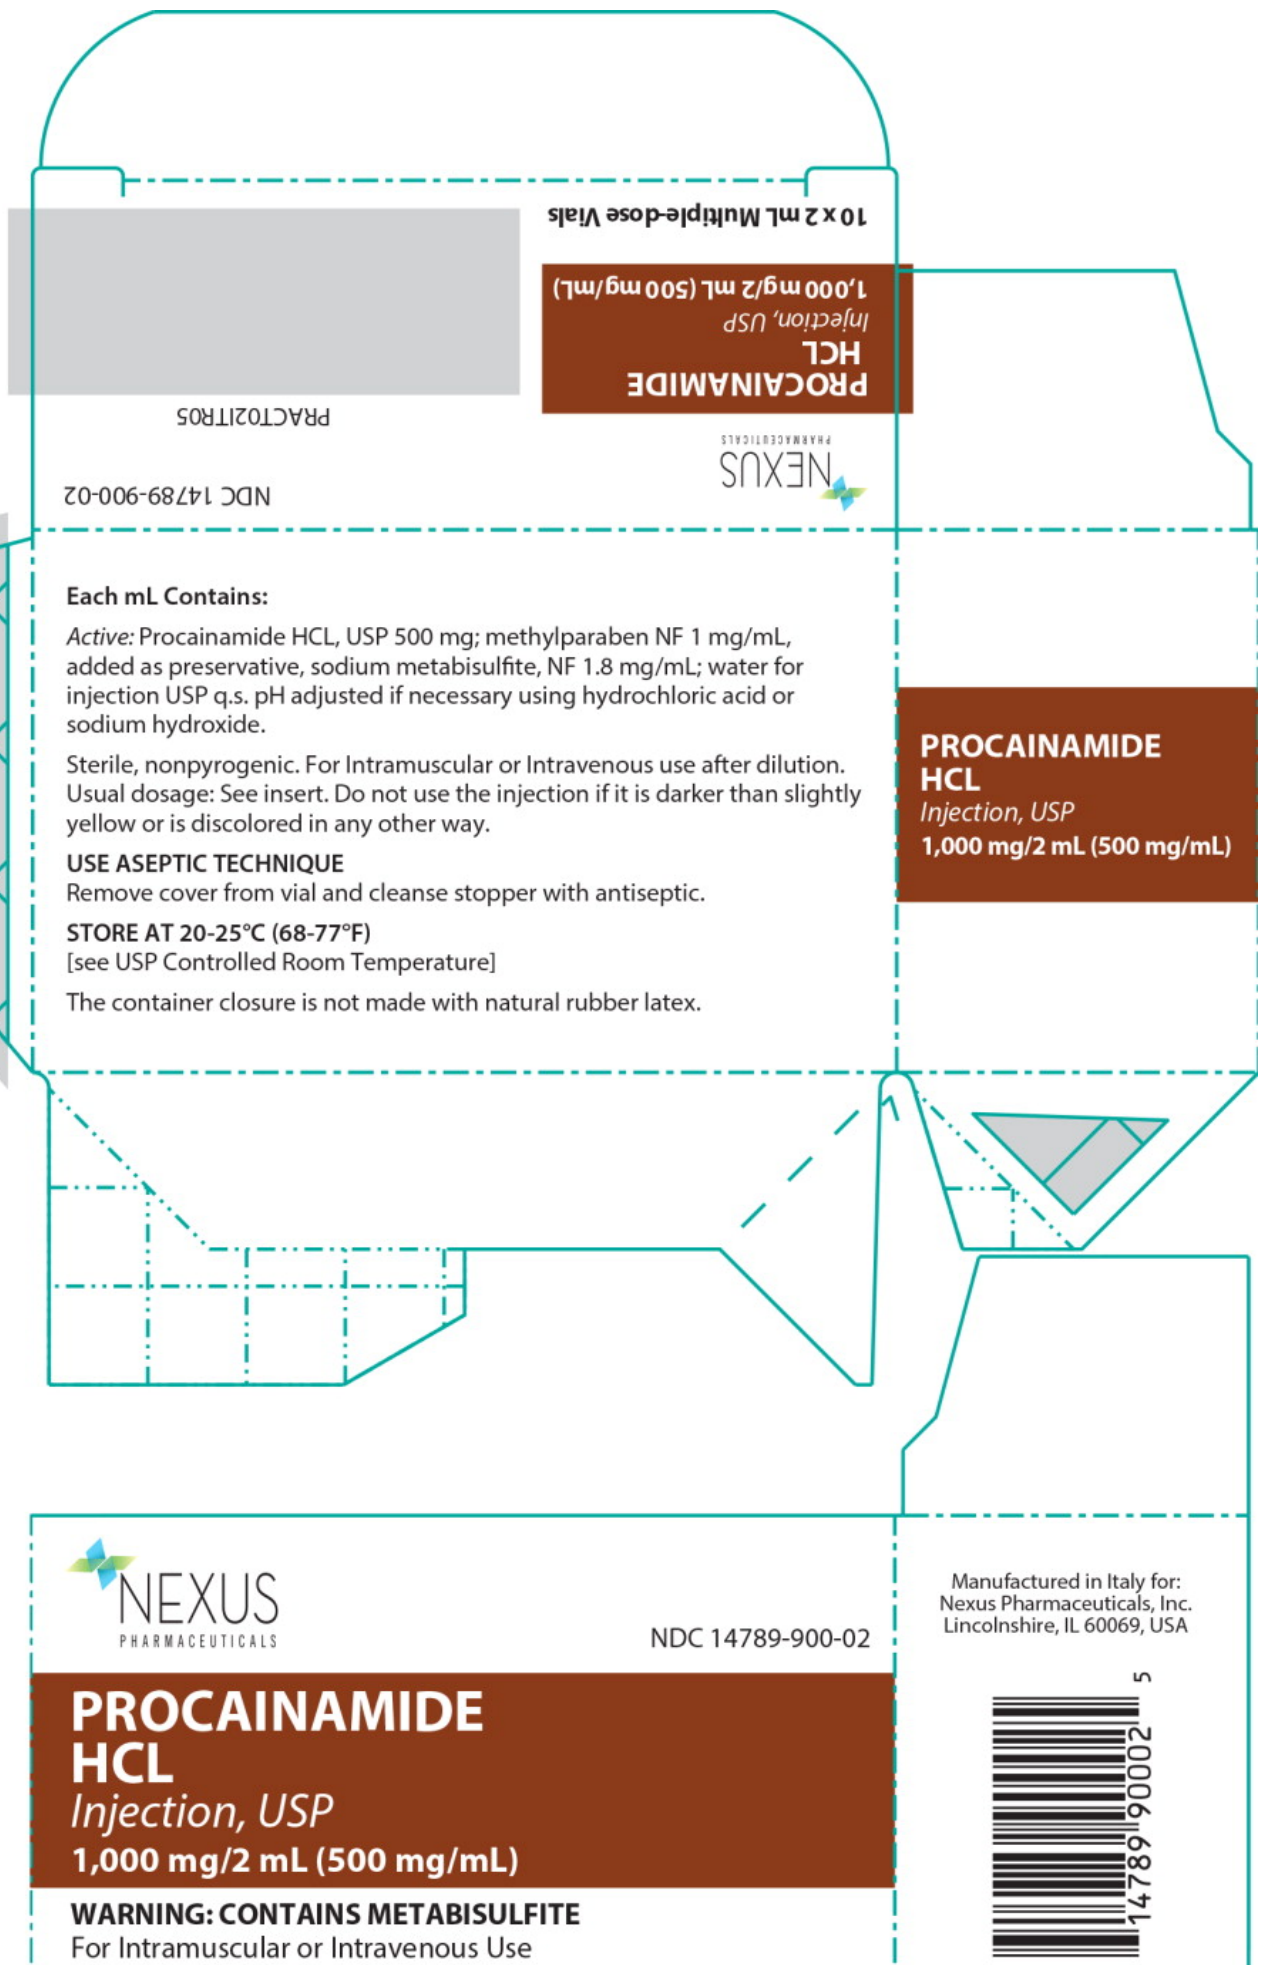 10 x 2 mL Multiple-dose Vials
1,000 mg/2 mL (500 mg/mL)
Injection, USP
HCL
PROCAINAMIDE
PRACT02ITR05
PHARMACEUTICALS
NEXUS
NDC 14789-900-02
Each mL Contains:
Active: Procainamide HCL, USP 500 mg; methylparaben NF 1 mg/mL,
added as preservative, sodium metabisulfite, NF 1.8 mg/mL; water for
injection USP q.s. pH adjusted if necessary using hydrochloric acid or
sodium hydroxide.
Sterile, nonpyrogenic. For Intramuscular or Intravenous use after dilution.
Usual dosage: See insert. Do not use the injection if it is darker than slightly
yellow or is discolored in any other way.
USE ASEPTIC TECHNIQUE
Remove cover from vial and cleanse stopper with antiseptic.
STORE AT 20-25°C (68-77°F)
[see USP Controlled Room Temperature]
The container closure is not made with natural rubber latex.
PROCAINAMIDE
HCL
Injection, USP
1,000 mg/2 mL (500 mg/mL)
NEXUS
PHARMACEUTICALS
NDC 14789-900-02
PROCAINAMIDE
HCL
Injection, USP
1,000 mg/2 mL (500 mg/mL)
WARNING: CONTAINS METABISULFITE
For Intramuscular or Intravenous Use
Manufactured in Italy for:
Nexus Pharmaceuticals, Inc.
Lincolnshire, IL 60069, USA
14789 90002 5